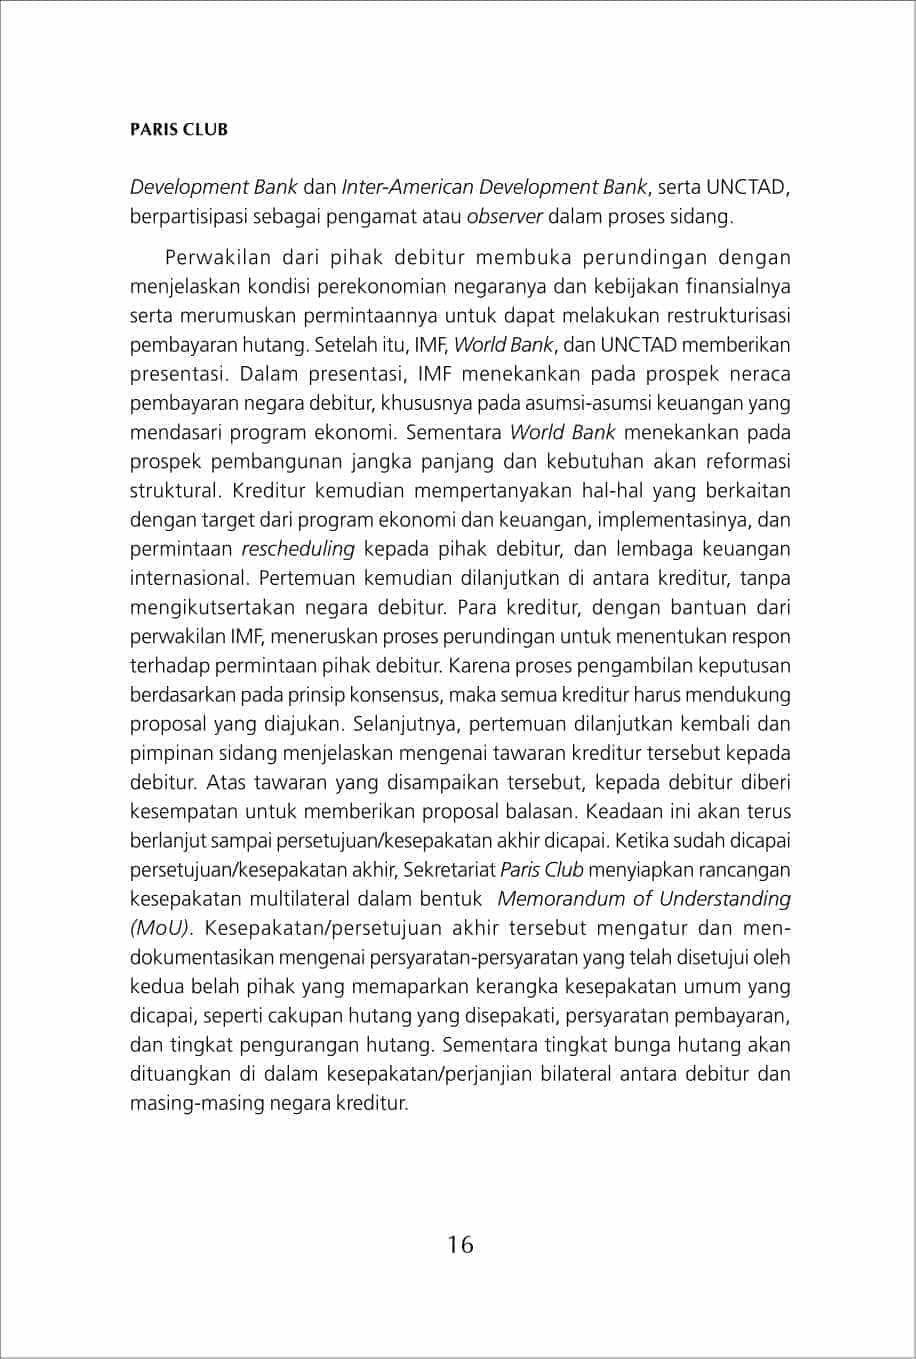 PARIS CLUB
Development Bank dan Inter-American Development Bank, serta UNCTAD,
berpartisipasi sebagai pengamat atau observer dalam proses sidang.
Perwakilan dari pihak debitur membuka perundingan dengan
menjelaskan kondisi perekonomian negaranya dan kebijakan finansialnya
serta merumuskan permintaannya untuk dapat melakukan restrukturisasi
pembayaran hutang. Setelah itu, IMF, World Bank, dan UNCTAD memberikan
presentasi. Dalam presentasi, IMF menekankan pada prospek neraca
pembayaran negara debitur, khususnya pada asumsi-asumsi keuangan yang
mendasari program ekonomi. Sementara World Bank menekankan pada
prospek pembangunan jangka panjang dan kebutuhan akan reformasi
struktural. Kreditur kemudian mempertanyakan hal-hal yang berkaitan
dengan target dari program ekonomi dan keuangan, implementasinya, dan
permintaan rescheduling kepada pihak debitur, dan lembaga keuangan
internasional. Pertemuan kemudian dilanjutkan di antara kreditur, tanpa
mengikutsertakan negara debitur. Para kreditur, dengan bantuan dari
perwakilan IMF, meneruskan proses perundingan untuk menentukan respon
terhadap permintaan pihak debitur. Karena proses pengambilan keputusan
berdasarkan pada prinsip konsensus, maka semua kreditur harus mendukung
proposal yang diajukan. Selanjutnya, pertemuan dilanjutkan kembali dan
pimpinan sidang menjelaskan mengenai tawaran kreditur tersebut kepada
debitur. Atas tawaran yang disampaikan tersebut, kepada debitur diberi
kesempatan untuk memberikan proposal balasan. Keadaan ini akan terus
berlanjut sampai persetujuan/kesepakatan akhir dicapai. Ketika sudah dicapai
persetujuan/kesepakatan akhir, Sekretariat Paris Club menyiapkan rancangan
kesepakatan multilateral dalam bentuk Memorandum of Understanding
(MoU). Kesepakatan/persetujuan akhir tersebut mengatur dan men-
dokumentasikan mengenai persyaratan-persyaratan yang telah disetujui oleh
kedua belah pihak yang memaparkan kerangka kesepakatan umum yang
dicapai, seperti cakupan hutang yang disepakati, persyaratan pembayaran,
dan tingkat pengurangan hutang. Sementara tingkat bunga hutang akan
dituangkan di dalam kesepakatan/perjanjian bilateral antara debitur dan
masing-masing negara kreditur.
16